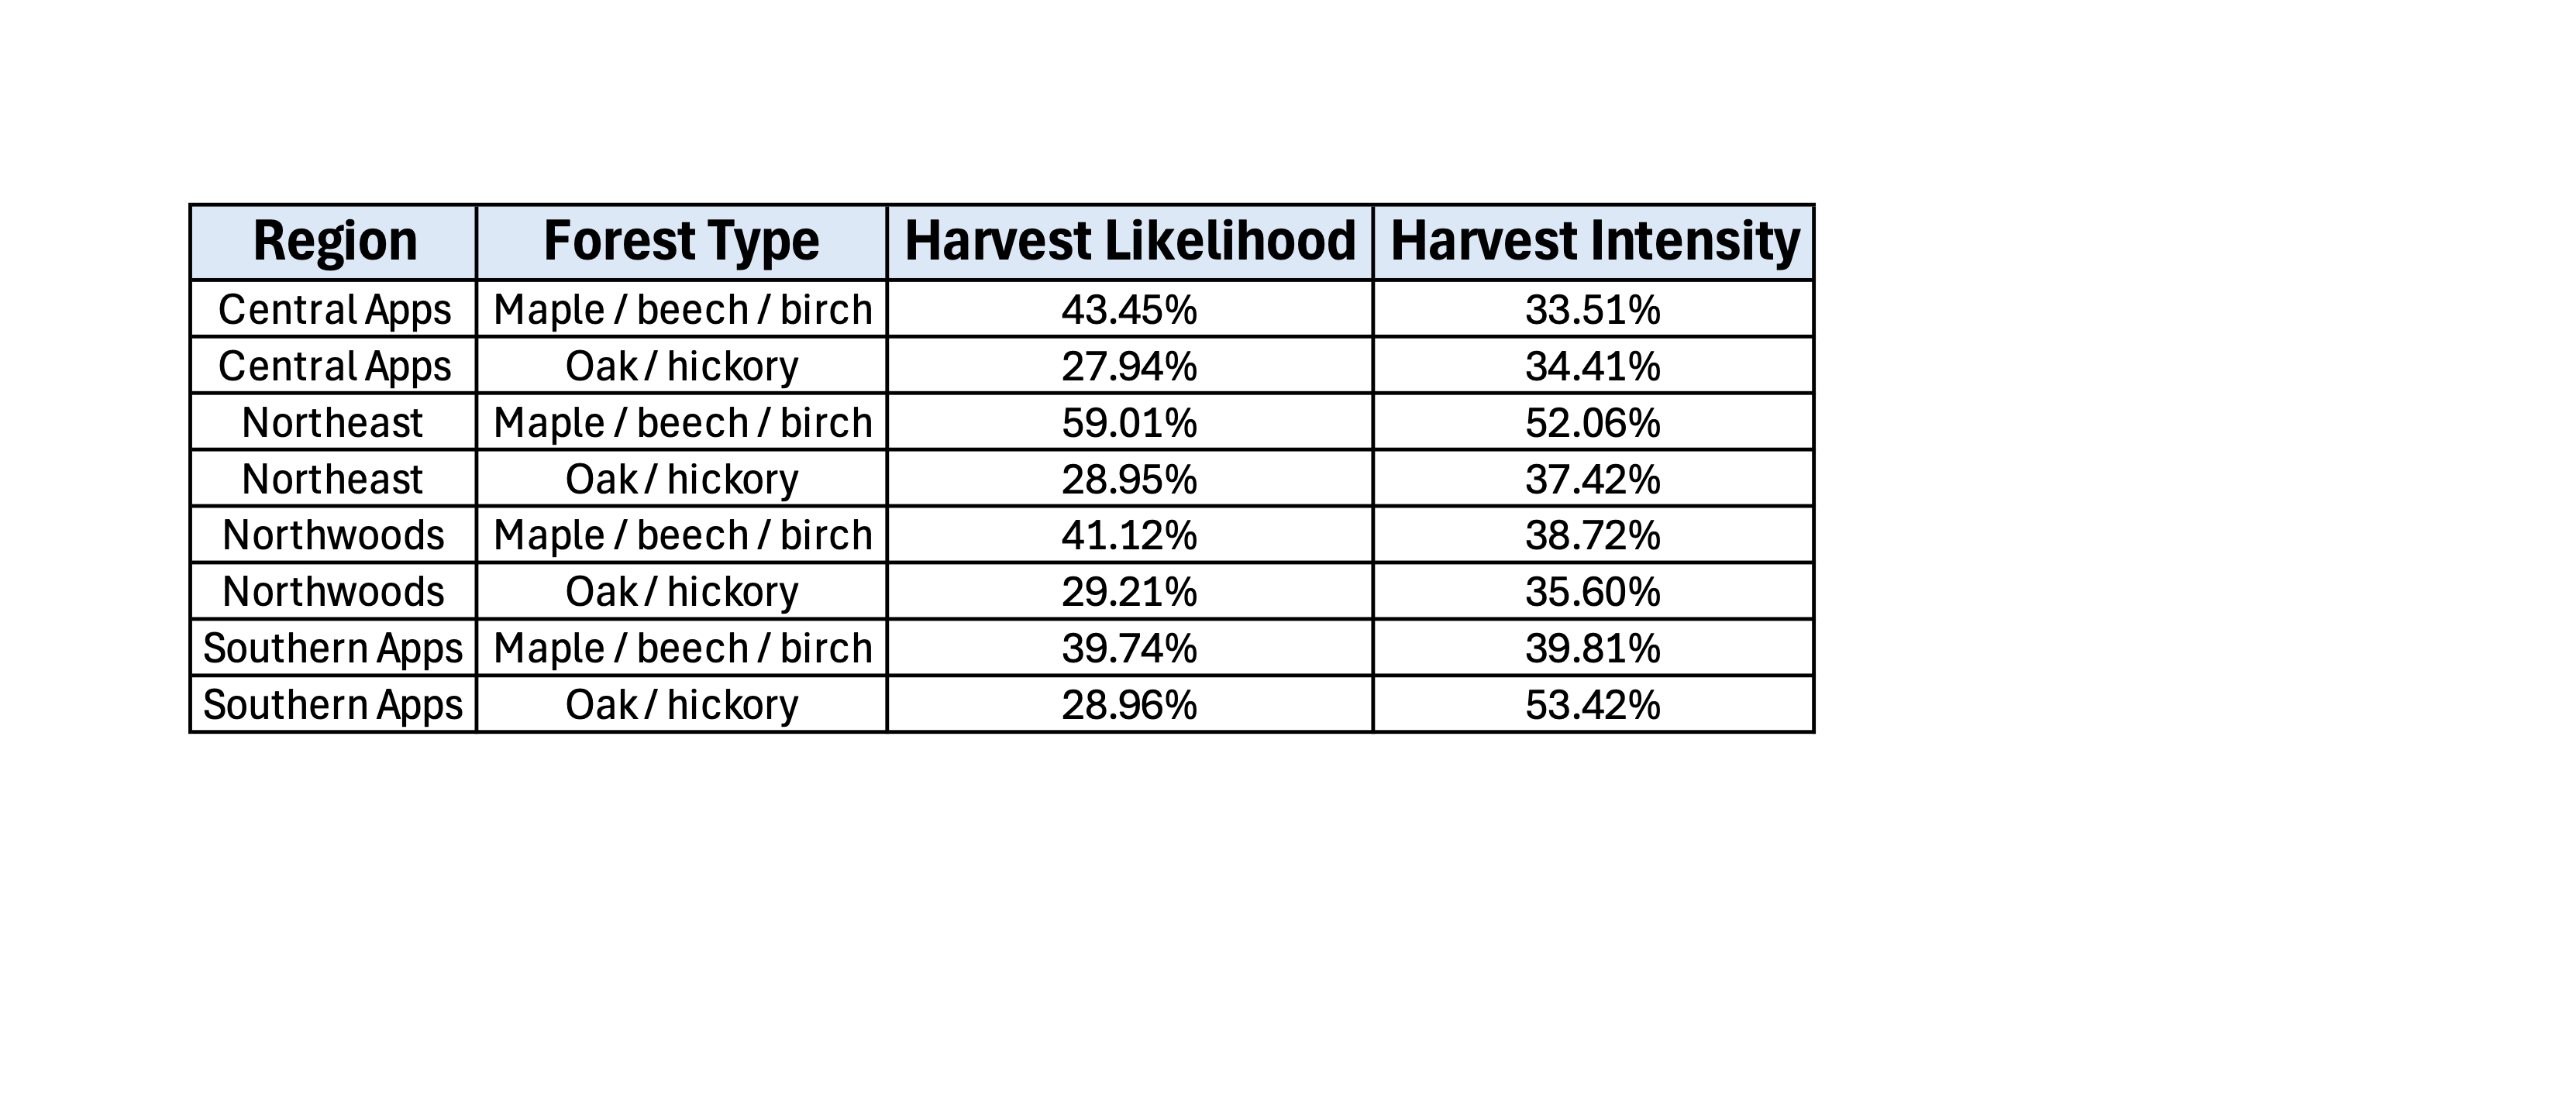 Region Forest Type Harvest Likelihood Harvest Intensity
Central Apps Maple / beech / birch 43.45% 33.51%
Central Apps Oak / hickory 27.94% 34.41%
Northeast Maple / beech / birch 59.01% 52.06%
Northeast Oak / hickory 28.95% 37.42%
Northwoods Maple / beech / birch 41.12% 38.72%
Northwoods Oak / hickory 29.21% 35.60%
Southern Apps Maple / beech / birch 39.74% 39.81%
Southern Apps Oak / hickory 28.96% 53.42%